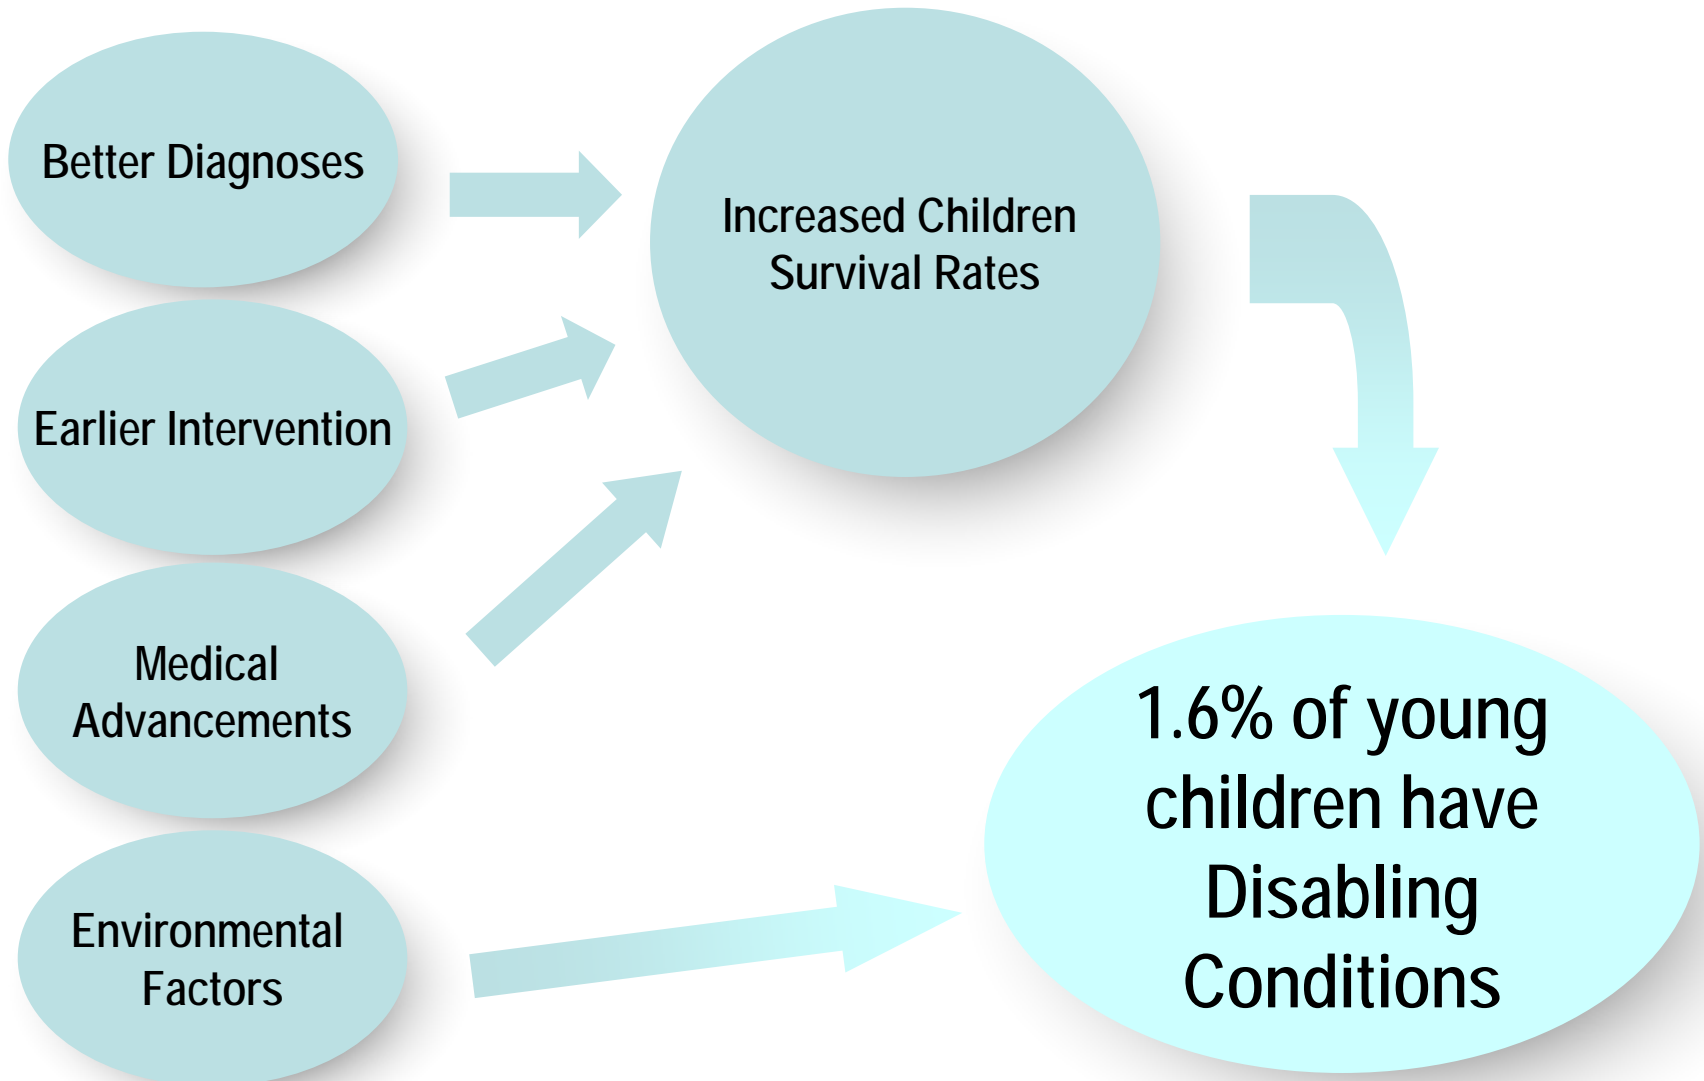 Better Diagnoses
Increased Children
Survival Rates
Earlier Intervention
Medical
Advancements
Environmental
Factors
1.6% of young
children have
Disabling
Conditions